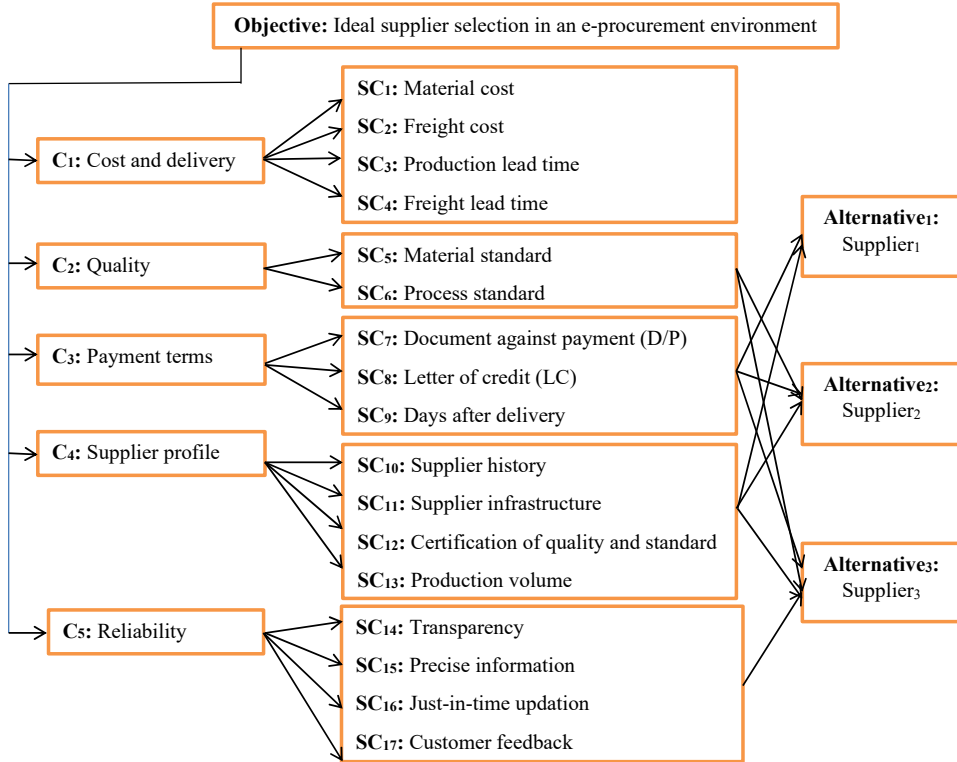 Objective: Ideal supplier selection in an e-procurement environment
C₁: Cost and delivery
SC₁: Material cost
SC₂: Freight cost
SC₃: Production lead time
SC₄: Freight lead time
C₂: Quality
SC₅: Material standard
SC₆: Process standard
C₃: Payment terms
SC₇: Document against payment (D/P)
SC₈: Letter of credit (LC)
SC₉: Days after delivery
C₄: Supplier profile
SC₁₀: Supplier history
SC₁₁: Supplier infrastructure
SC₁₂: Certification of quality and standard
SC₁₃: Production volume
C₅: Reliability
SC₁₄: Transparency
SC₁₅: Precise information
SC₁₆: Just-in-time updation
SC₁₇: Customer feedback
Alternative₁:
Supplier₁
Alternative₂:
Supplier₂
Alternative₃:
Supplier₃